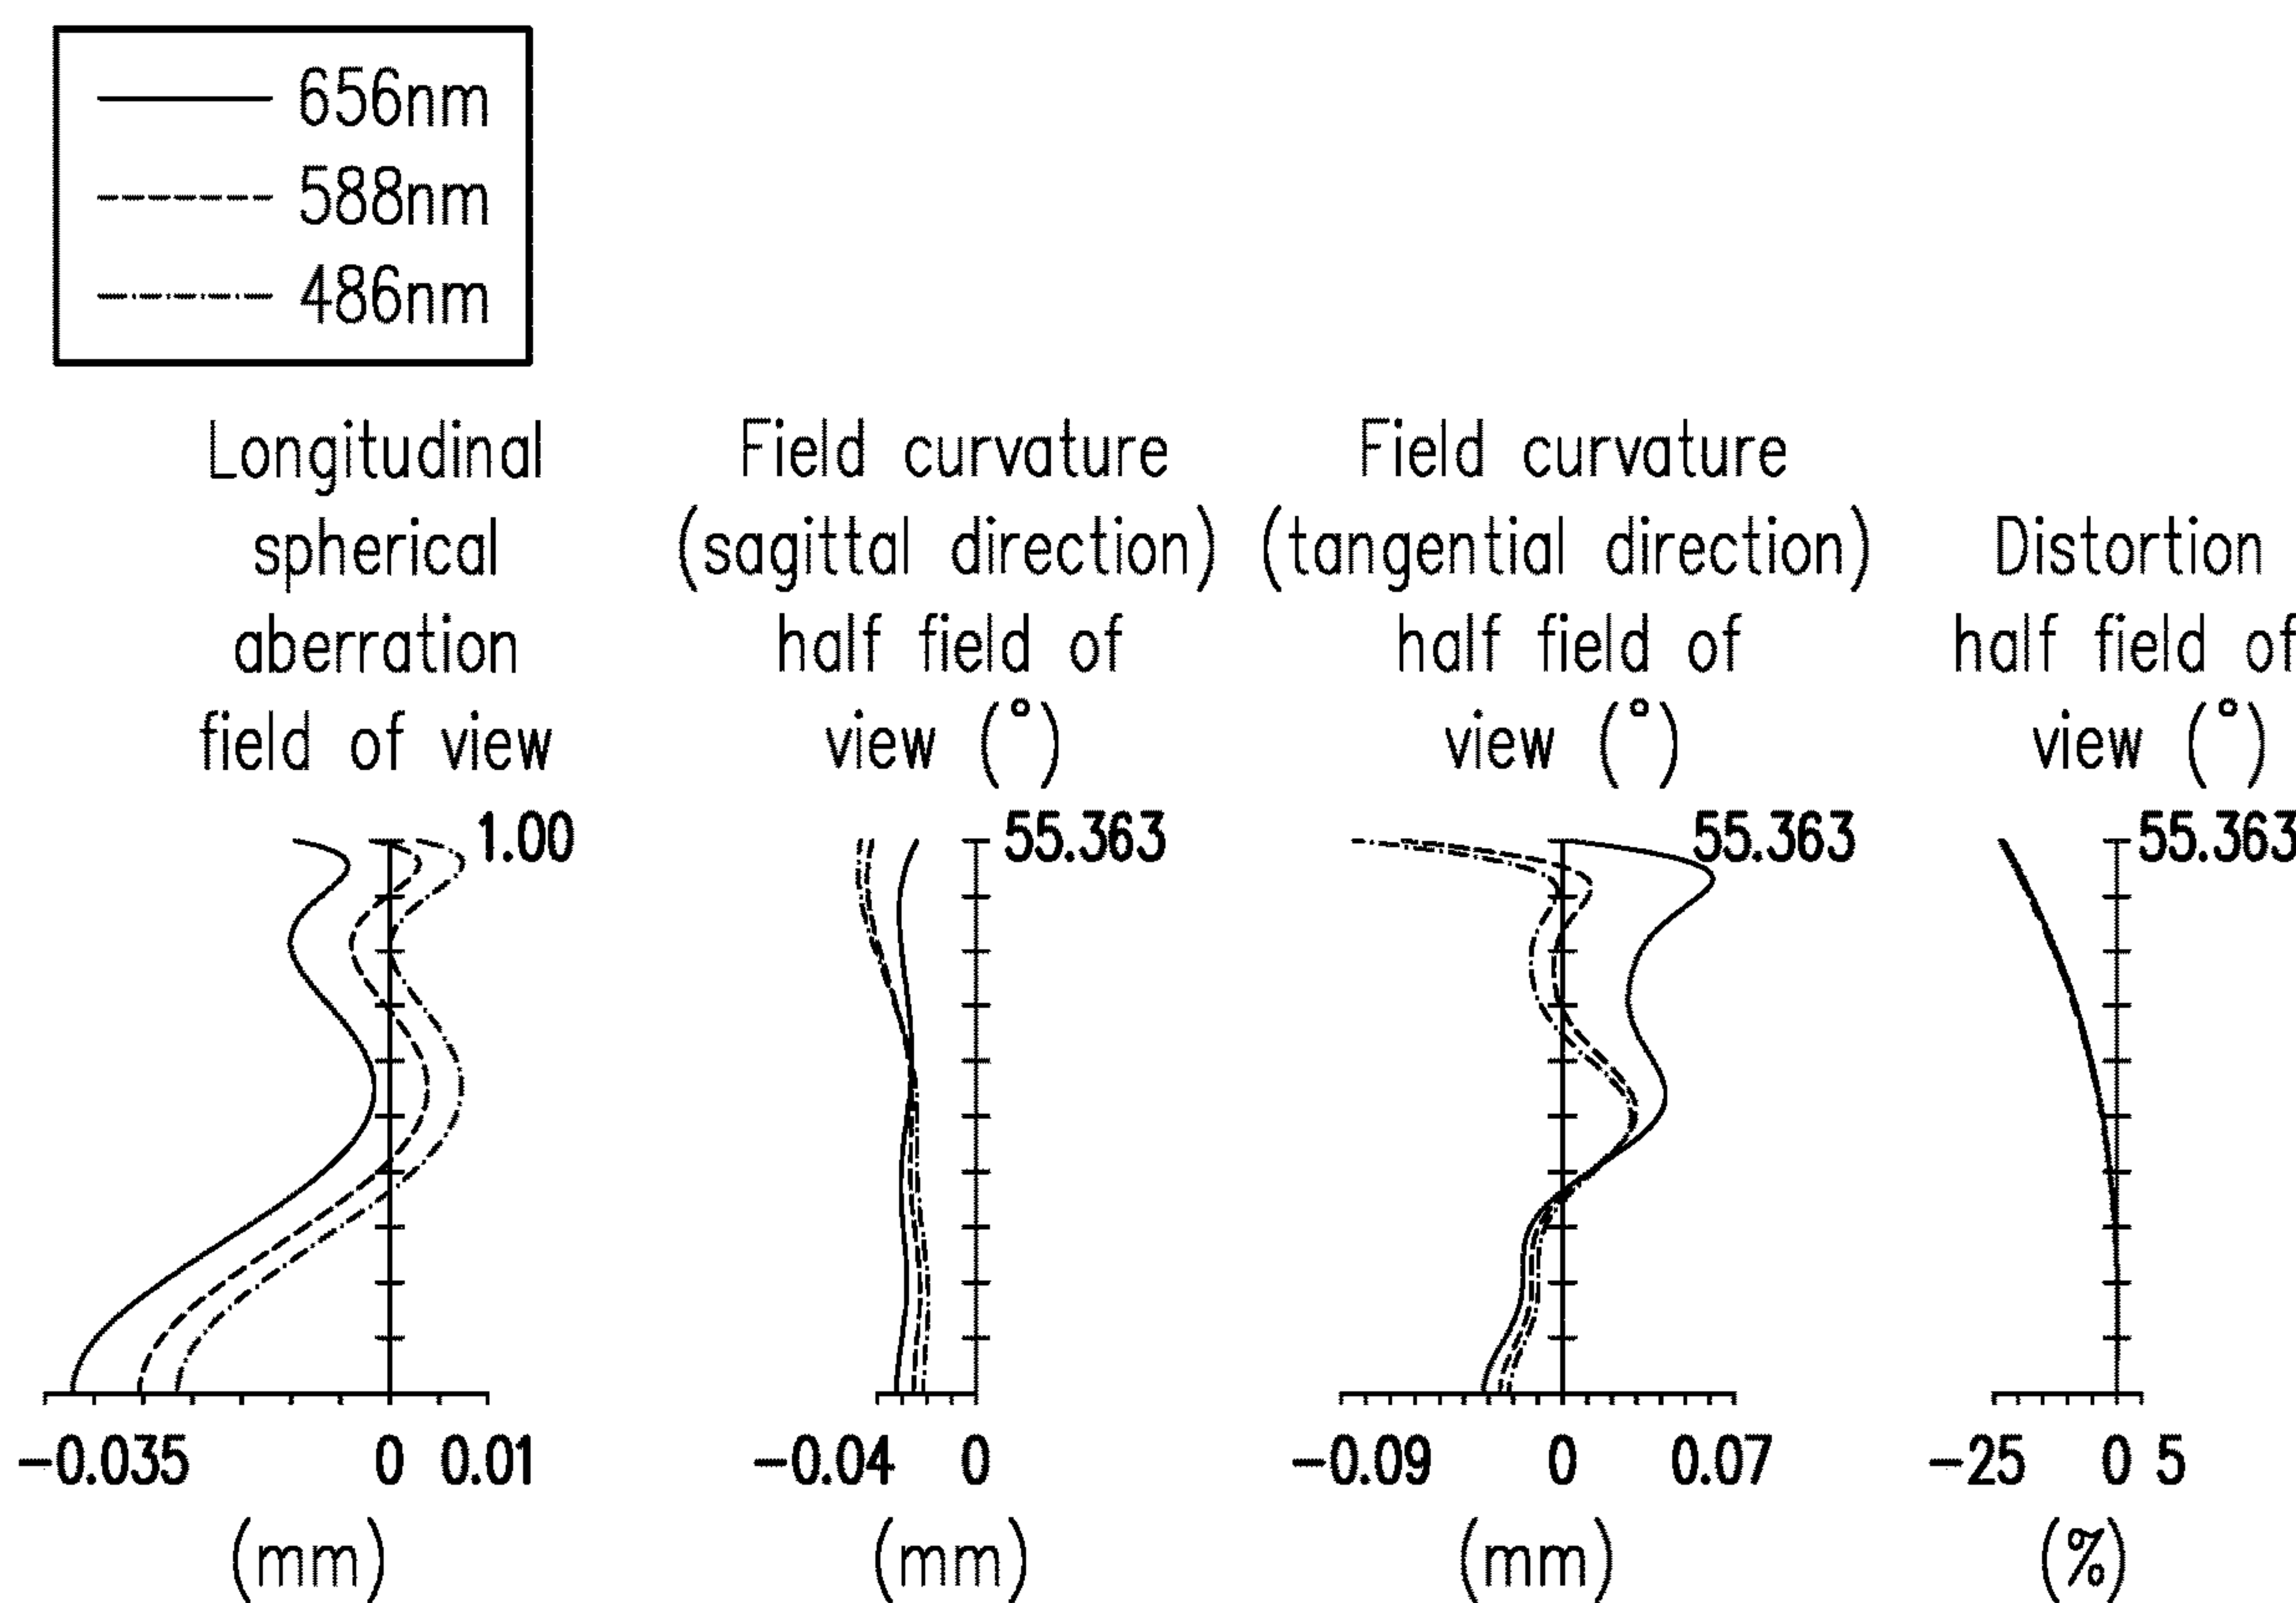 656nm
588nm
486nm
Longitudinal
spherical
aberration
field of view
1.00
-0.035 0 0.01
(mm)
Field curvature
(sagittal direction)
half field of
view (°)
55.363
-0.04 0
(mm)
Field curvature
(tangential direction)
half field of
view (°)
55.363
-0.09 0 0.07
(mm)
Distortion
half field of
view (°)
55.363
-25 0 5
(%)